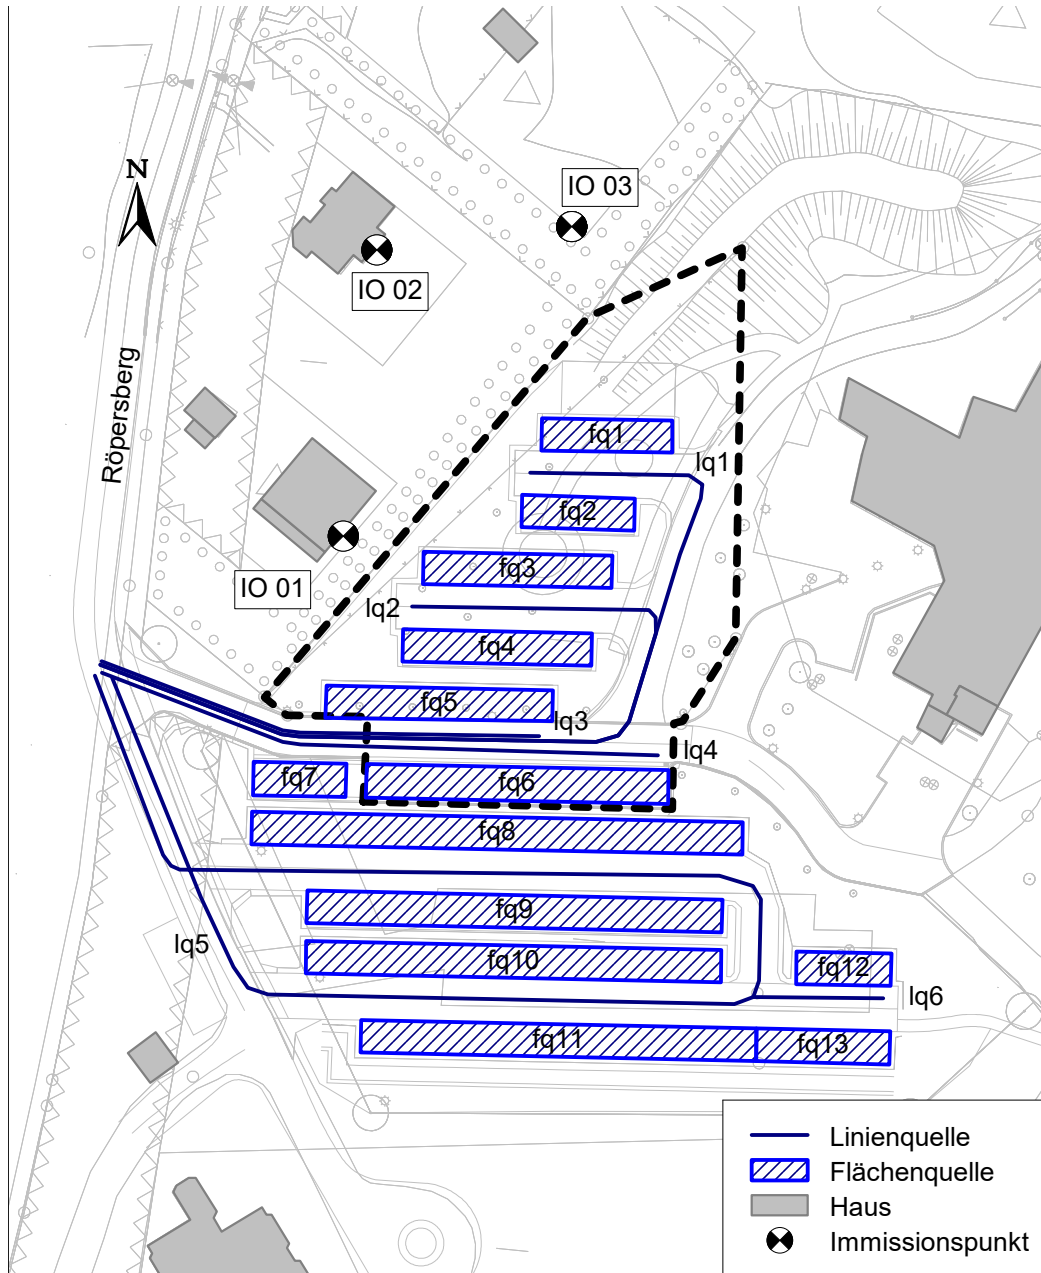 N
IO 03
IO 02
Röpersberg
fq1
lq1
fq2
IO 01
fq3
lq2
fq4
fq5
lq3
lq4
fq7
fq6
fq8
fq9
lq5
fq10
fq12
lq6
fq11
fq13
Linienquelle
Flächenquelle
Haus
Immissionspunkt